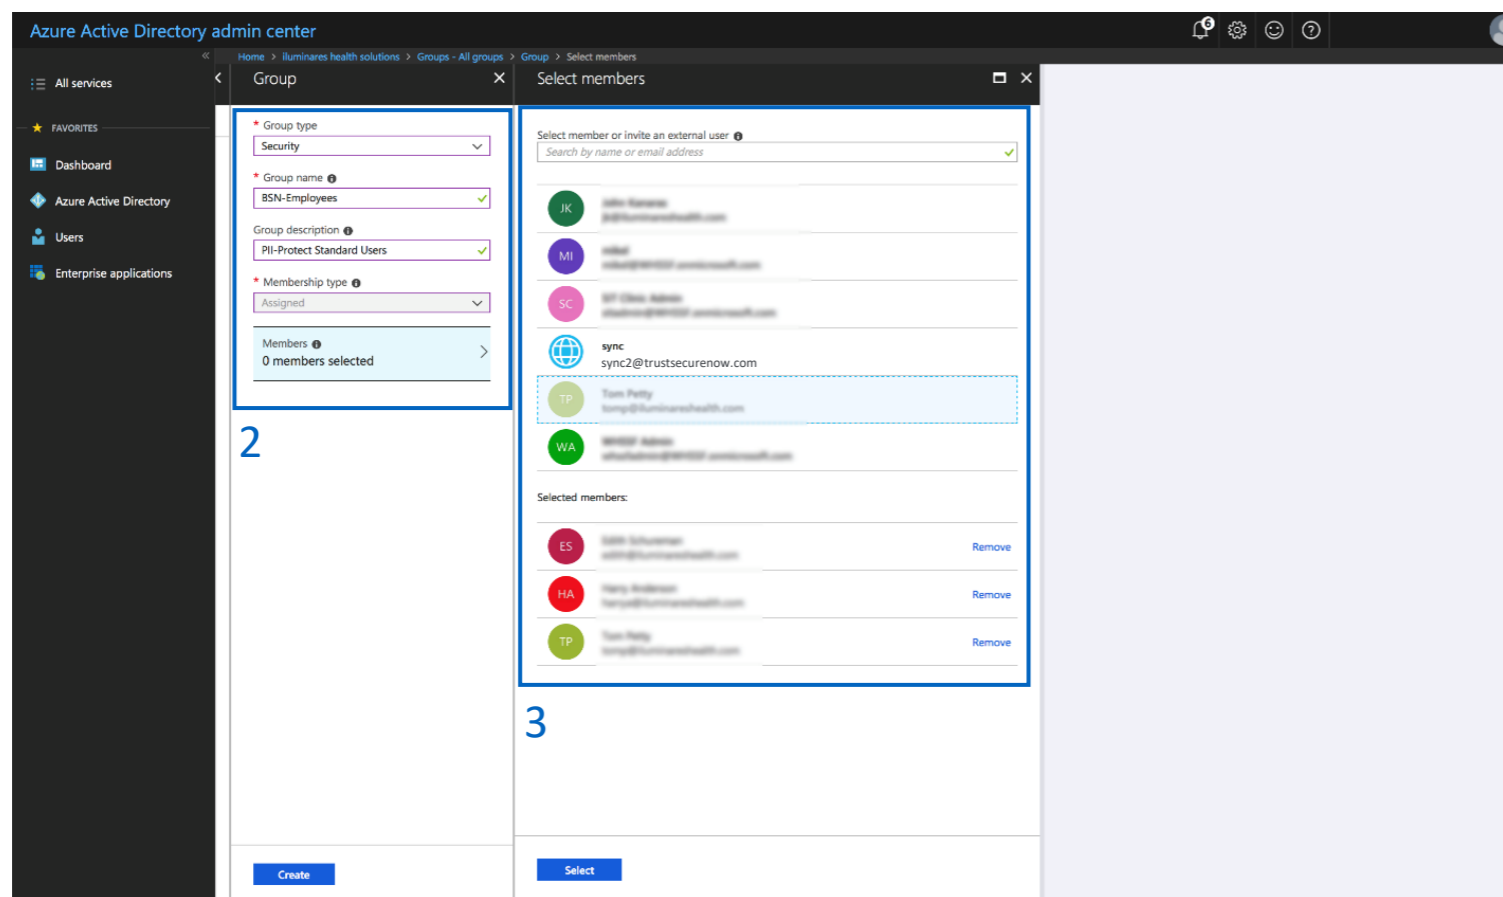 Azure Active Directory admin center
6
«
Home > Iluminares health solutions > Groups - All groups > Group > Select members
All services
FAVORITES
Dashboard
Azure Active Directory
Users
Enterprise applications
Group
* Group type
Security
* Group name
BSN-Employees
Group description
PII-Protect Standard Users
* Membership type
Assigned
Members
0 members selected
2
Create
Select members
Select member or invite an external user
Search by name or email address
JK
MI
SC
sync
sync2@trustsecurenow.com
TP
Tom Petty
WA
Selected members:
ES
Remove
HA
Remove
TP
Remove
3
Select